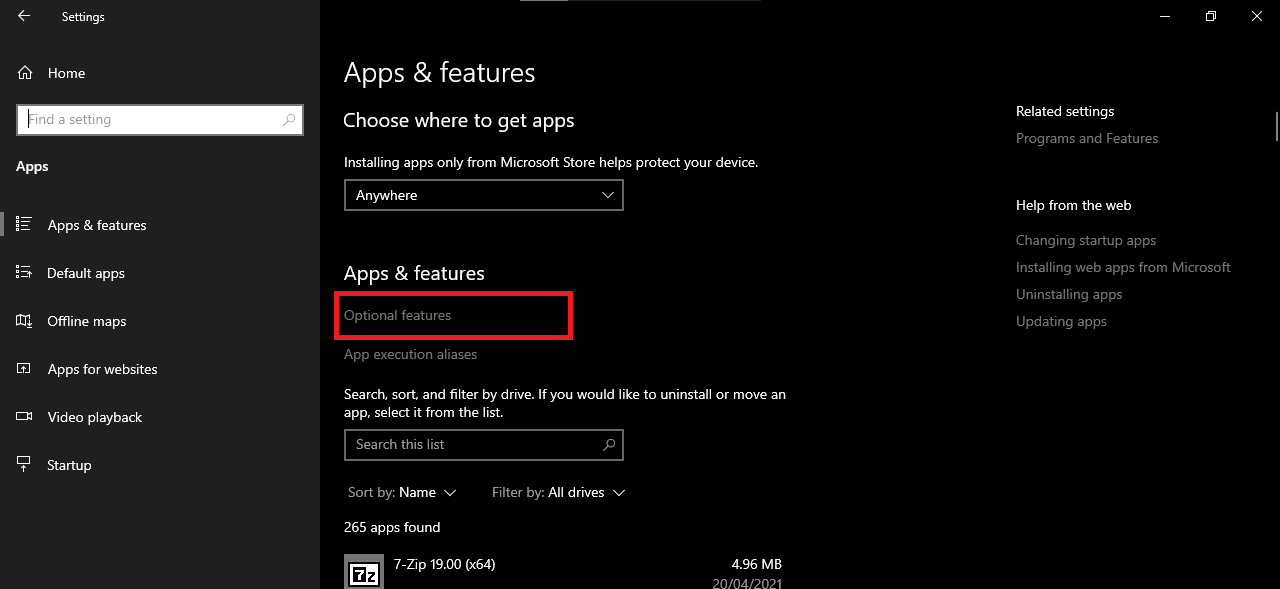 Settings
Home
Find a setting
Apps
Apps & features
Default apps
Offline maps
Apps for websites
Video playback
Startup
Apps & features
Choose where to get apps
Installing apps only from Microsoft Store helps protect your device.
Anywhere
Apps & features
Optional features
App execution aliases
Search, sort, and filter by drive. If you would like to uninstall or move an
app, select it from the list.
Search this list
Sort by: Name Filter by: All drives
265 apps found
7z
7-Zip 19.00 (x64) 4.96 MB
20/04/2021
Related settings
Programs and Features
Help from the web
Changing startup apps
Installing web apps from Microsoft
Uninstalling apps
Updating apps